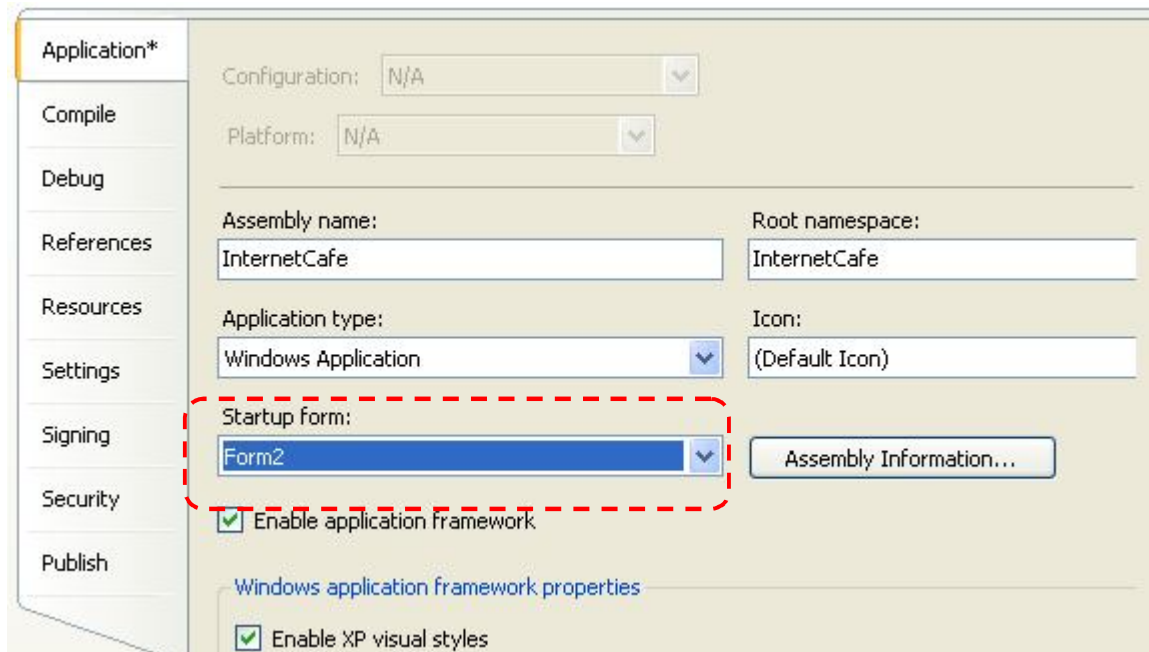 Application*
Compile
Debug
References
Resources
Settings
Signing
Security
Publish
Configuration: N/A
Platform: N/A
Assembly name:
InternetCafe
Root namespace:
InternetCafe
Application type:
Windows Application
Icon:
(Default Icon)
Startup form:
Form2
Assembly Information...
Enable application framework
Windows application framework properties
Enable XP visual styles